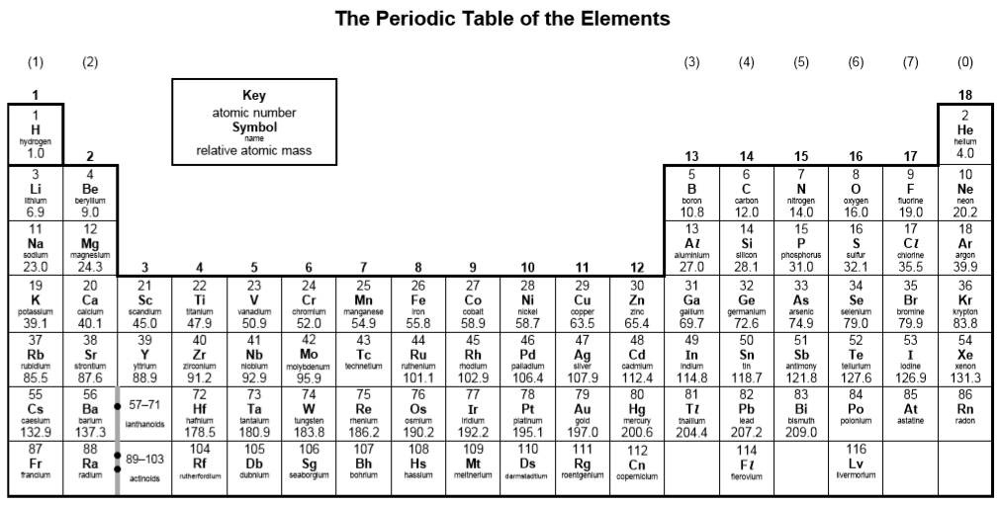 The Periodic Table of the Elements
(1) (2) (3) (4) (5) (6) (7) (0)
1 18
Key
atomic number
Symbol
name
relative atomic mass
1 2
H He
hydrogen helium
1.0 4.0
2 13 14 15 16 17
3 4 5 6 7 8 9 10
Li Be B C N O F Ne
lithium beryllium boron carbon nitrogen oxygen fluorine neon
6.9 9.0 10.8 12.0 14.0 16.0 19.0 20.2
11 12 13 14 15 16 17 18
Na Mg Al Si P S Cl Ar
sodium magnesium aluminium silicon phosphorus sulfur chlorine argon
23.0 24.3 27.0 28.1 31.0 32.1 35.5 39.9
3 4 5 6 7 8 9 10 11 12
19 20 21 22 23 24 25 26 27 28 29 30 31 32 33 34 35 36
K Ca Sc Ti V Cr Mn Fe Co Ni Cu Zn Ga Ge As Se Br Kr
potassium calcium scandium titanium vanadium chromium manganese iron cobalt nickel copper zinc gallium germanium arsenic selenium bromine krypton
39.1 40.1 45.0 47.9 50.9 52.0 54.9 55.8 58.9 58.7 63.5 65.4 69.7 72.6 74.9 79.0 79.9 83.8
37 38 39 40 41 42 43 44 45 46 47 48 49 50 51 52 53 54
Rb Sr Y Zr Nb Mo Tc Ru Rh Pd Ag Cd In Sn Sb Te I Xe
rubidium strontium yttrium zirconium niobium molybdenum technetium ruthenium rhodium palladium silver cadmium indium tin antimony tellurium iodine xenon
85.5 87.6 88.9 91.2 92.9 95.9 101.1 102.9 106.4 107.9 112.4 114.8 118.7 121.8 127.6 126.9 131.3
55 56 57–71 72 73 74 75 76 77 78 79 80 81 82 83 84 85 86
Cs Ba Hf Ta W Re Os Ir Pt Au Hg Tl Pb Bi Po At Rn
caesium barium lanthanoids hafnium tantalum tungsten rhenium osmium iridium platinum gold mercury thallium lead bismuth polonium astatine radon
132.9 137.3 178.5 180.9 183.8 186.2 190.2 192.2 195.1 197.0 200.6 204.4 207.2 209.0
87 88 89–103 104 105 106 107 108 109 110 111 112 114 116
Fr Ra Rf Db Sg Bh Hs Mt Ds Rg Cn Fl Lv
francium radium actinoids rutherfordium dubnium seaborgium bohrium hassium meitnerium darmstadtium roentgenium copernicium flerovium livermorium